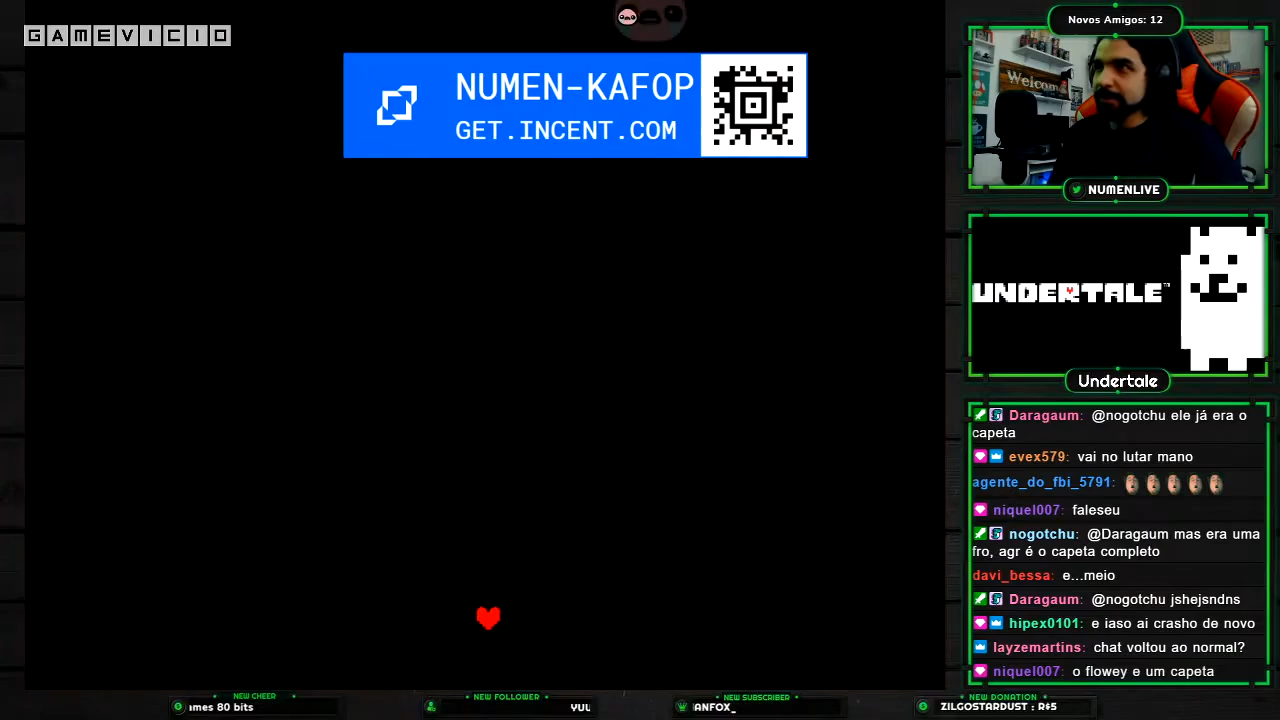 GAMEVICIO
NUMEN-KAFOP
GET.INCENT.COM
Novos Amigos: 12
Welcome
NUMENLIVE
UNDERTALE™
Undertale
Daragaum: @nogotchu ele já era o
capeta
evex579: vai no lutar mano
agente_do_fbi_5791:
niquel007: faleseu
nogotchu: @Daragaum mas era uma
fro, agr é o capeta completo
davi_bessa: e...meio
Daragaum: @nogotchu jshejsndns
hipex0101: e iaso ai crasho de novo
layzemartins: chat voltou ao normal?
niquel007: o flowey e um capeta
NEW CHEER
ımes 80 bits
NEW FOLLOWER
YUU
NEW SUBSCRIBER
ANFOX_
NEW DONATION
ZILGOSTARDUST : R$5